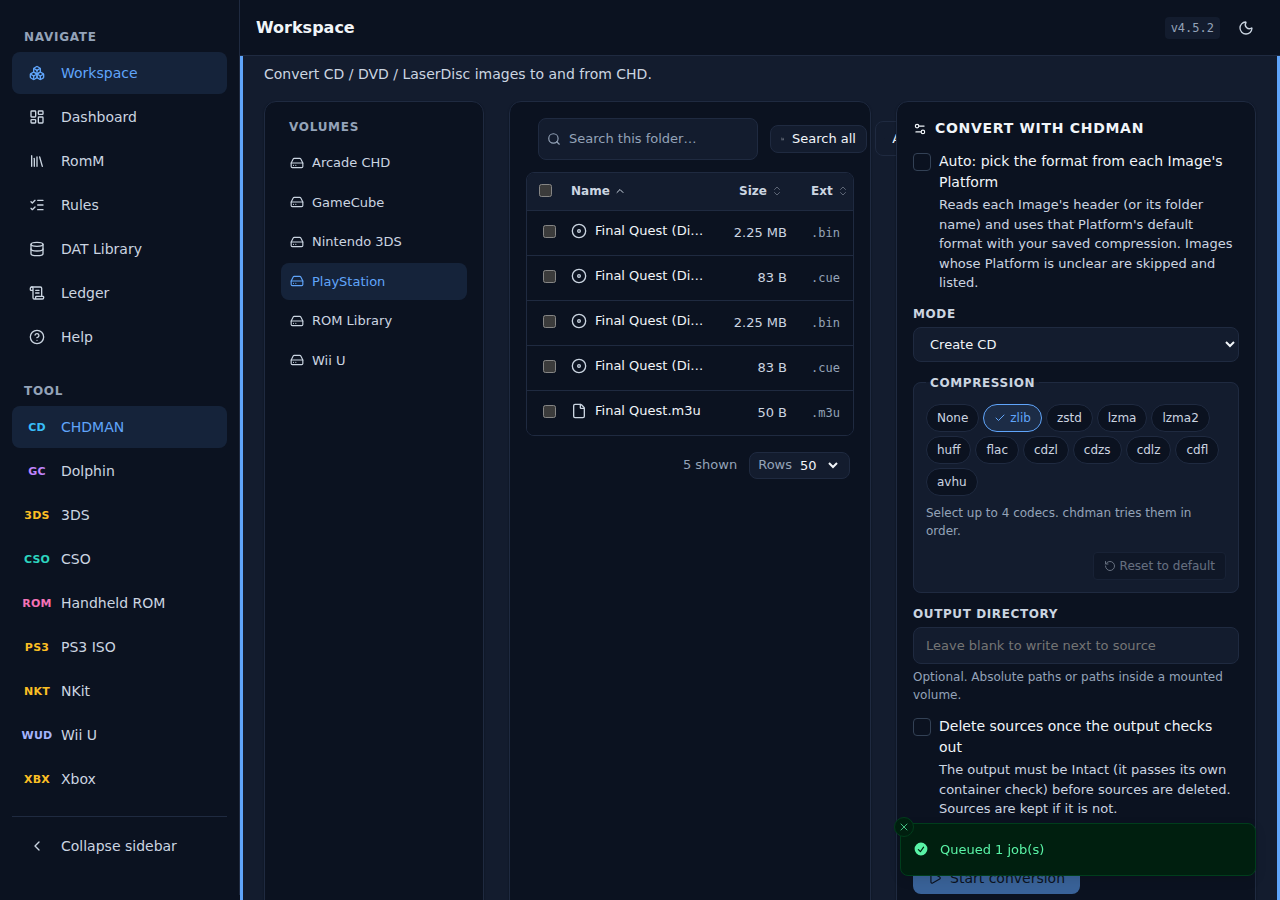 NAVIGATE
Workspace
Dashboard
RomM
Rules
DAT Library
Ledger
Help
TOOL
CD CHDMAN
GC Dolphin
3DS 3DS
CSO CSO
ROM Handheld ROM
PS3 PS3 ISO
NKT NKit
WUD Wii U
XBX Xbox
Collapse sidebar
Workspace
v4.5.2
Convert CD / DVD / LaserDisc images to and from CHD.
VOLUMES
Arcade CHD
GameCube
Nintendo 3DS
PlayStation
ROM Library
Wii U
Search this folder…
Search all
Name Size Ext
Final Quest (Di… 2.25 MB .bin
Final Quest (Di… 83 B .cue
Final Quest (Di… 2.25 MB .bin
Final Quest (Di… 83 B .cue
Final Quest.m3u 50 B .m3u
5 shown Rows 50
CONVERT WITH CHDMAN
Auto: pick the format from each Image's
Platform
Reads each Image's header (or its folder
name) and uses that Platform's default
format with your saved compression. Images
whose Platform is unclear are skipped and
listed.
MODE
Create CD
COMPRESSION
None zlib zstd lzma lzma2
huff flac cdzl cdzs cdlz cdfl
avhu
Select up to 4 codecs. chdman tries them in
order.
Reset to default
OUTPUT DIRECTORY
Leave blank to write next to source
Optional. Absolute paths or paths inside a mounted
volume.
Delete sources once the output checks
out
The output must be Intact (it passes its own
container check) before sources are deleted.
Sources are kept if it is not.
Queued 1 job(s)
Start conversion